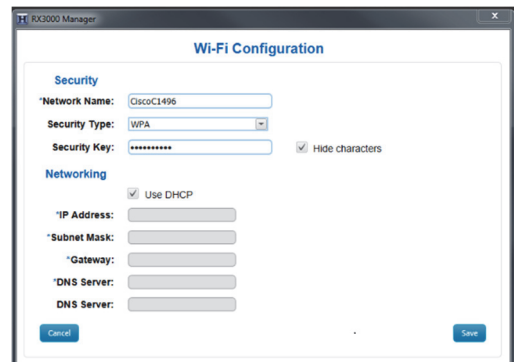 RX3000 Manager
x
Wi-Fi Configuration
Security
*Network Name: CiscoC1496
Security Type: WPA
Security Key: •••••••••• Hide characters
Networking
Use DHCP
*IP Address:
*Subnet Mask:
*Gateway:
*DNS Server:
DNS Server:
Cancel Save